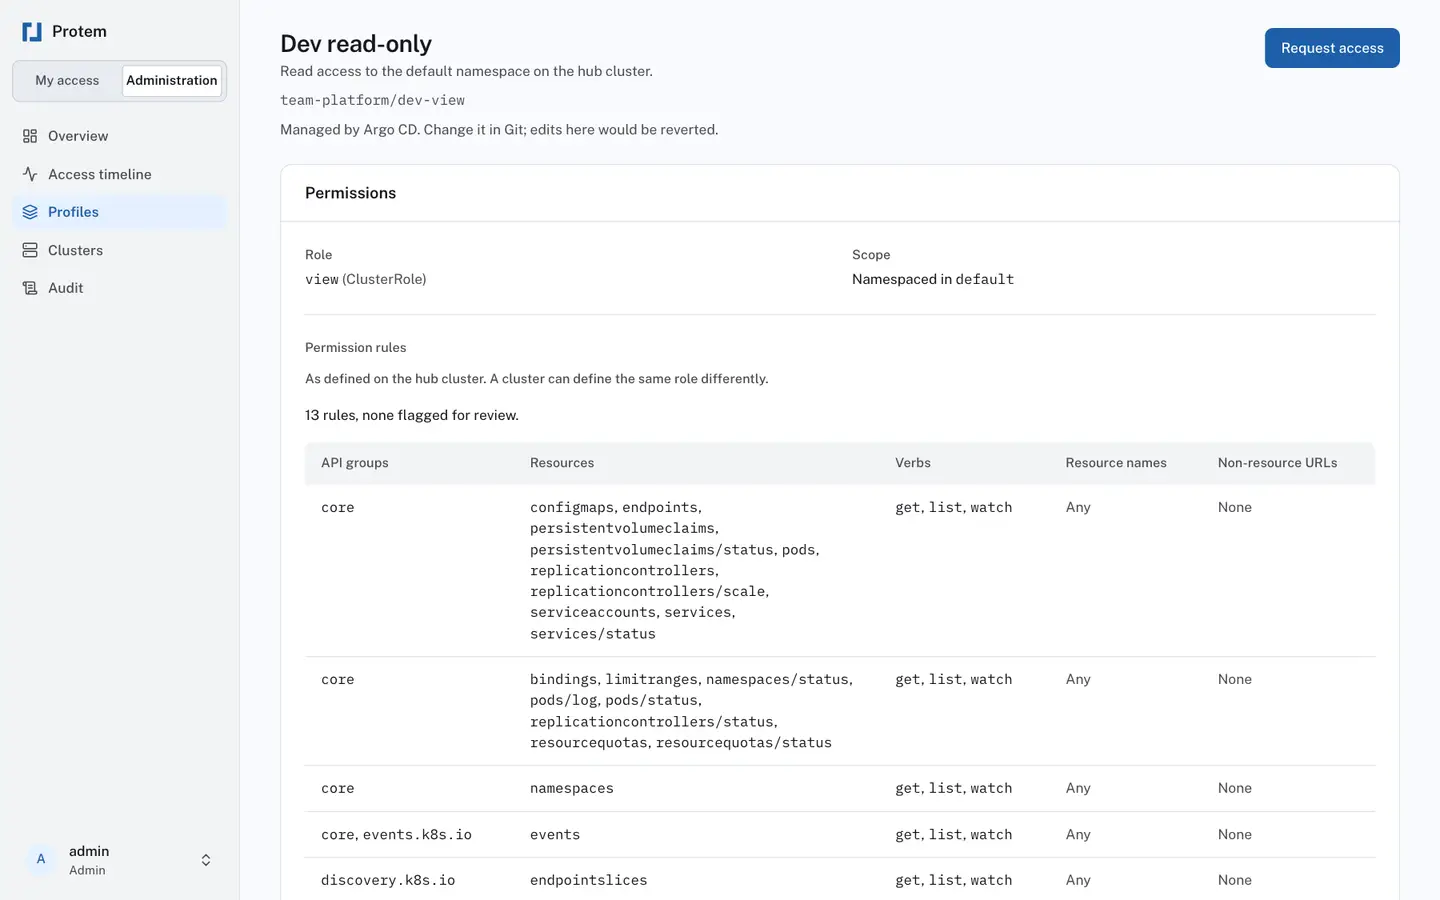 Protem
My access
Administration
Overview
Access timeline
Profiles
Clusters
Audit
A
admin
Admin
Dev read-only
Read access to the default namespace on the hub cluster.
team-platform/dev-view
Managed by Argo CD. Change it in Git; edits here would be reverted.
Request access
Permissions
Role
view (ClusterRole)
Scope
Namespaced in default
Permission rules
As defined on the hub cluster. A cluster can define the same role differently.
13 rules, none flagged for review.
API groups Resources Verbs Resource names Non-resource URLs
core configmaps, endpoints, get, list, watch Any None
persistentvolumeclaims,
persistentvolumeclaims/status, pods,
replicationcontrollers,
replicationcontrollers/scale,
serviceaccounts, services,
services/status
core bindings, limitranges, namespaces/status, get, list, watch Any None
pods/log, pods/status,
replicationcontrollers/status,
resourcequotas, resourcequotas/status
core namespaces get, list, watch Any None
core, events.k8s.io events get, list, watch Any None
discovery.k8s.io endpointslices get, list, watch Any None